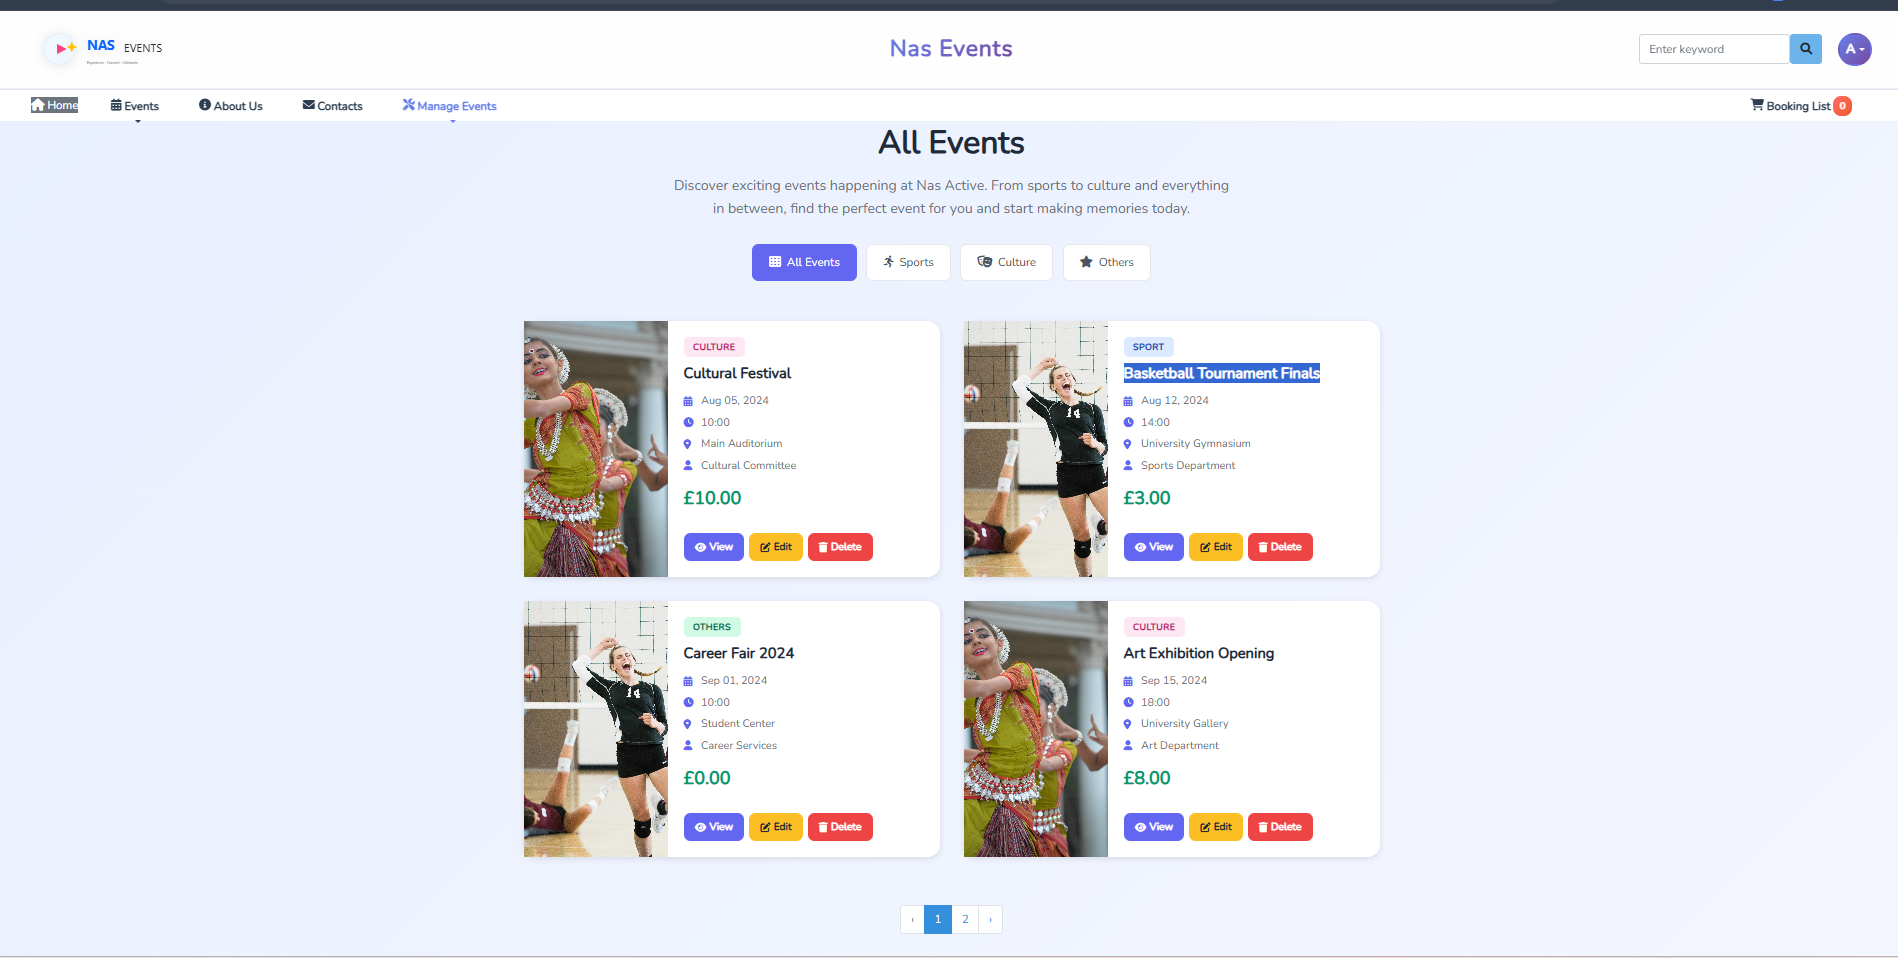 NAS EVENTS
Nas Events
Enter keyword
A
Home
Events
About Us
Contacts
Manage Events
Booking List 0
All Events
Discover exciting events happening at Nas Active. From sports to culture and everything
in between, find the perfect event for you and start making memories today.
All Events
Sports
Culture
Others
CULTURE
Cultural Festival
Aug 05, 2024
10:00
Main Auditorium
Cultural Committee
£10.00
View
Edit
Delete
SPORT
Basketball Tournament Finals
Aug 12, 2024
14:00
University Gymnasium
Sports Department
£3.00
View
Edit
Delete
14
OTHERS
Career Fair 2024
Sep 01, 2024
10:00
Student Center
Career Services
£0.00
View
Edit
Delete
14
CULTURE
Art Exhibition Opening
Sep 15, 2024
18:00
University Gallery
Art Department
£8.00
View
Edit
Delete
‹ 1 2 ›